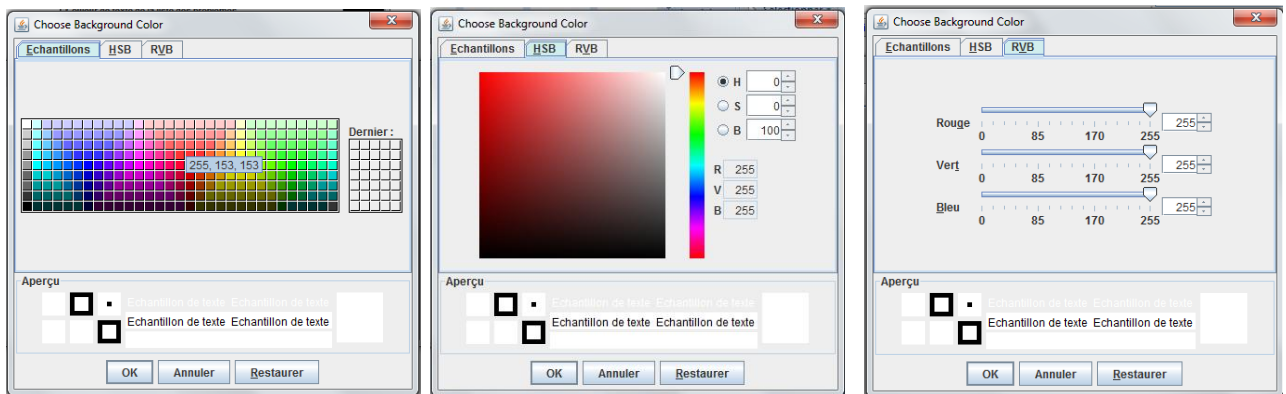 Choose Background Color
Echantillons HSB RVB
Dernier :
255, 153, 153
Aperçu
Echantillon de texte Echantillon de texte
Echantillon de texte Echantillon de texte
OK Annuler Restaurer
Choose Background Color
Echantillons HSB RVB
H 0
S 0
B 100
R 255
V 255
B 255
Aperçu
Echantillon de texte Echantillon de texte
Echantillon de texte Echantillon de texte
OK Annuler Restaurer
Choose Background Color
Echantillons HSB RVB
Rouge 255
0 85 170 255
Vert 255
0 85 170 255
Bleu 255
0 85 170 255
Aperçu
Echantillon de texte Echantillon de texte
Echantillon de texte Echantillon de texte
OK Annuler Restaurer